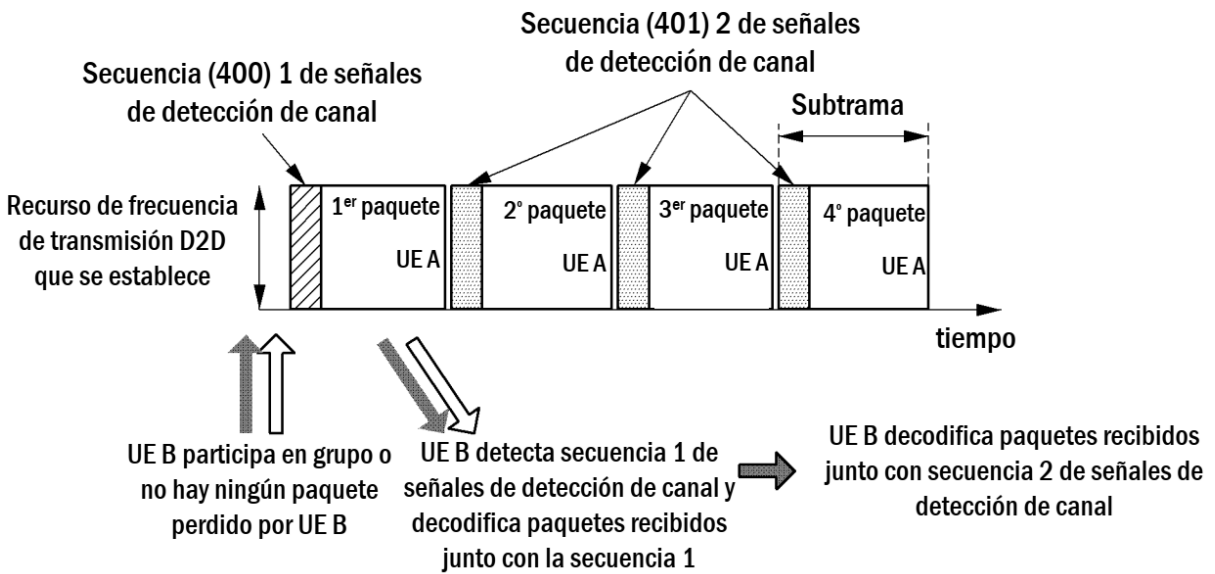 Secuencia (401) 2 de señales
de detección de canal
Secuencia (400) 1 de señales
de detección de canal
Subtrama
Recurso de frecuencia
de transmisión D2D
que se establece
1er paquete
UE A
2° paquete
UE A
3er paquete
UE A
4° paquete
UE A
tiempo
UE B participa en grupo o
no hay ningún paquete
perdido por UE B
UE B detecta secuencia 1 de
señales de detección de canal y
decodifica paquetes recibidos
junto con la secuencia 1
UE B decodifica paquetes recibidos
junto con secuencia 2 de señales de
detección de canal